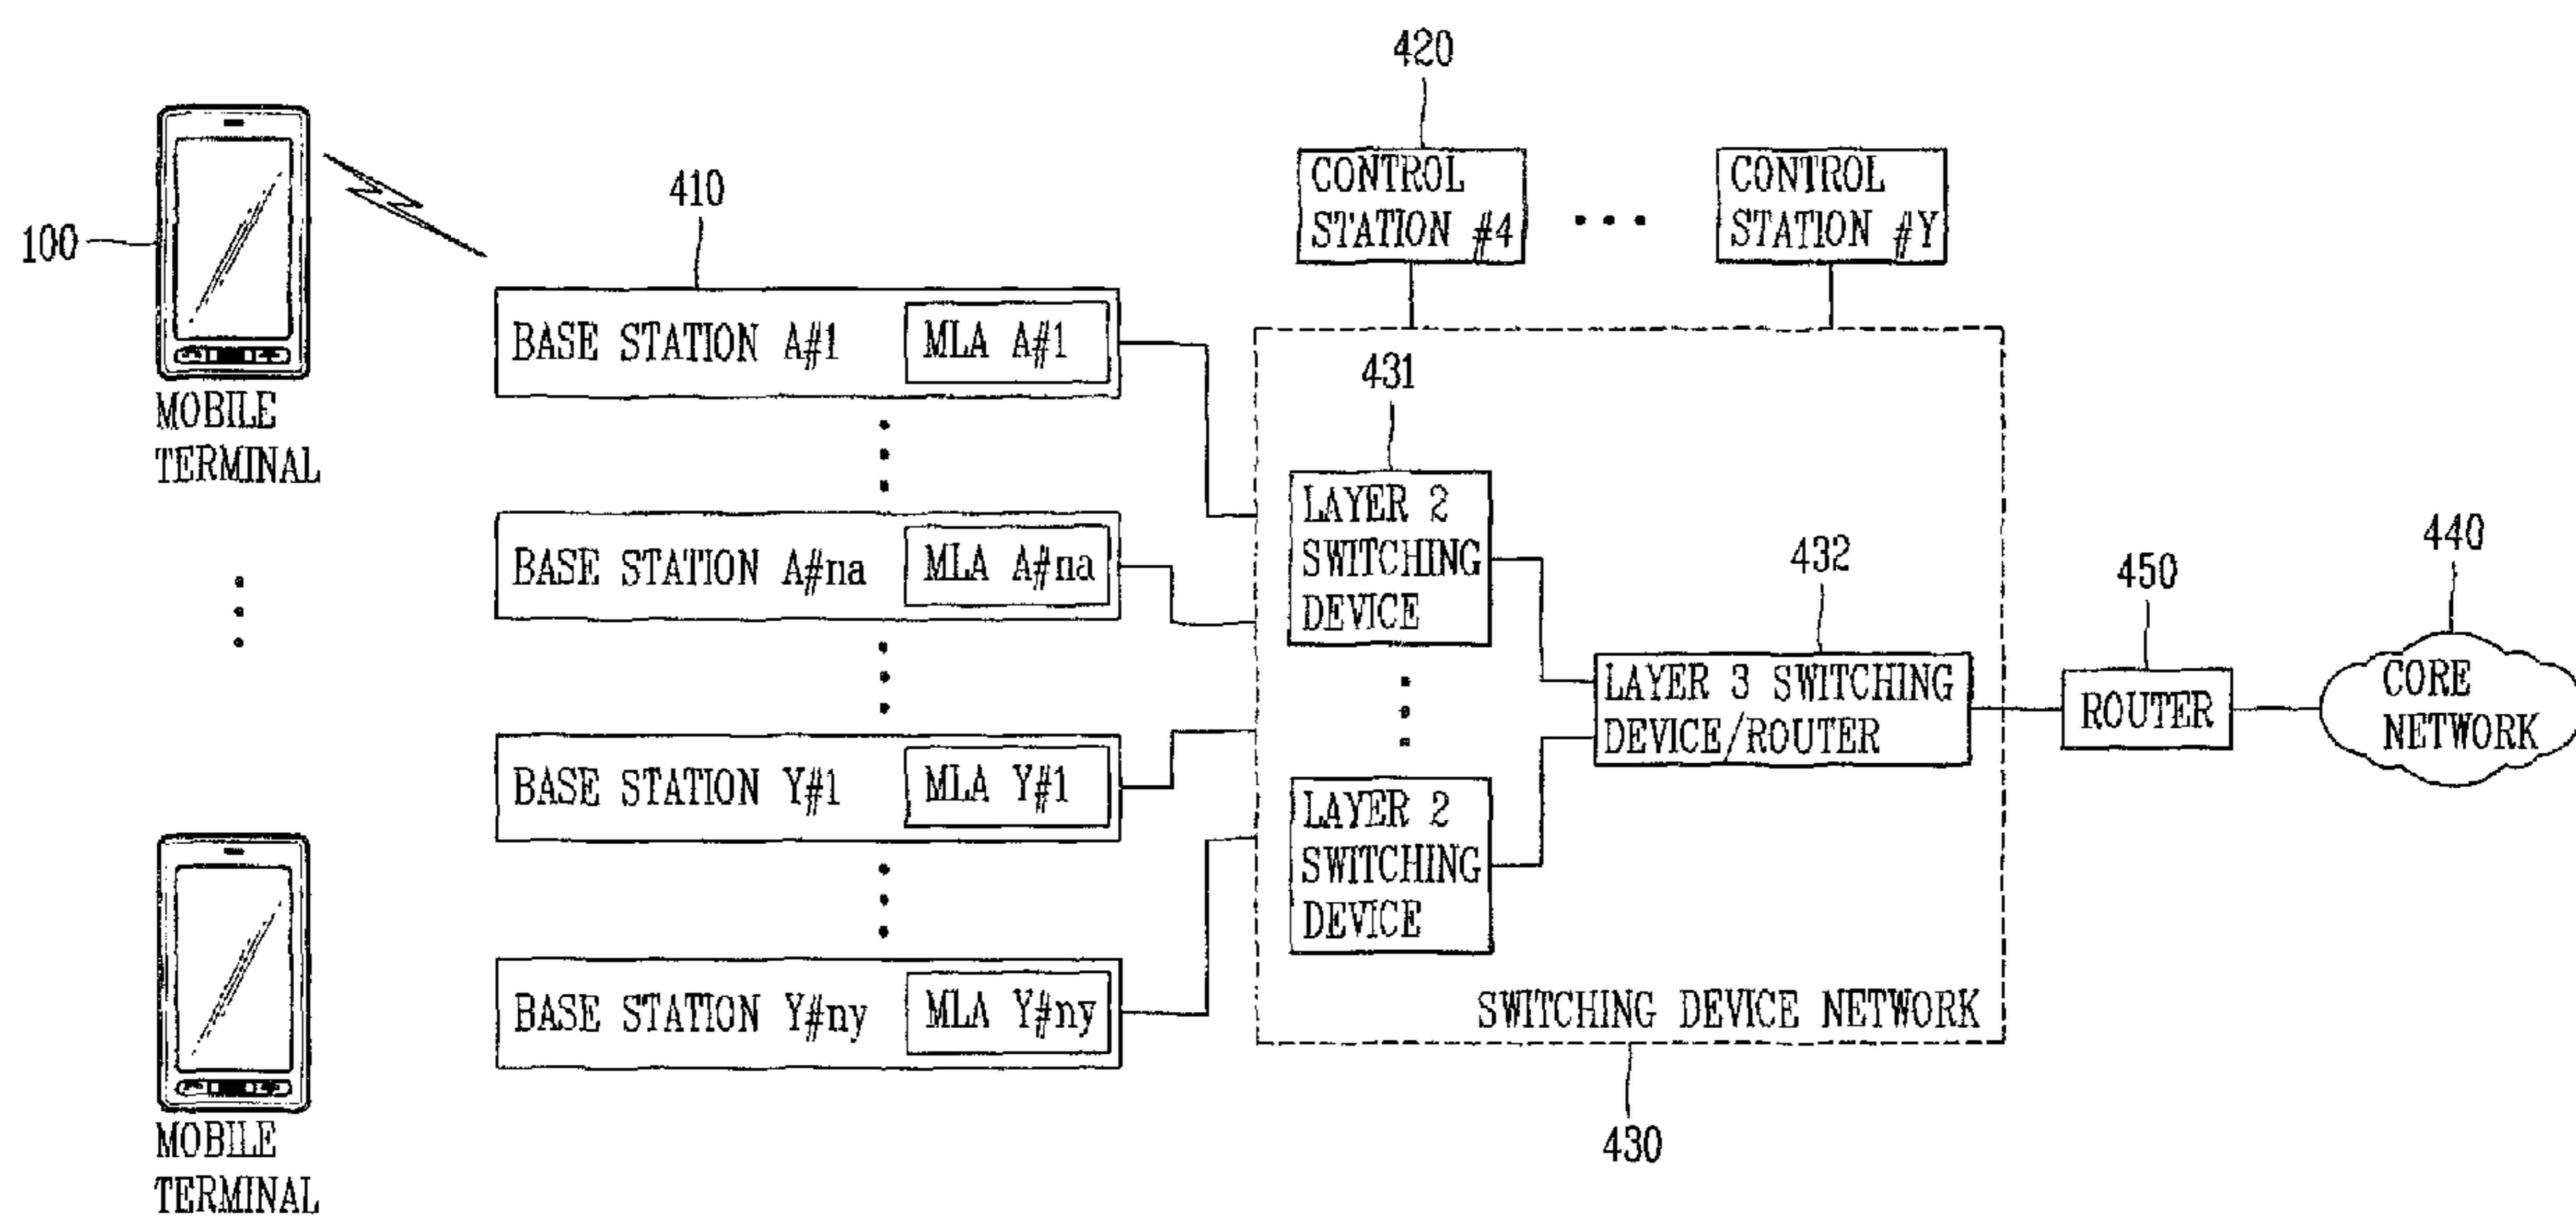 420
CONTROL
STATION #4
CONTROL
STATION #Y
100
MOBILE
TERMINAL
410
BASE STATION A#1
MLA A#1
BASE STATION A#na
MLA A#na
BASE STATION Y#1
MLA Y#1
BASE STATION Y#ny
MLA Y#ny
MOBILE
TERMINAL
431
LAYER 2
SWITCHING
DEVICE
LAYER 2
SWITCHING
DEVICE
432
LAYER 3 SWITCHING
DEVICE/ROUTER
SWITCHING DEVICE NETWORK
430
450
ROUTER
440
CORE
NETWORK